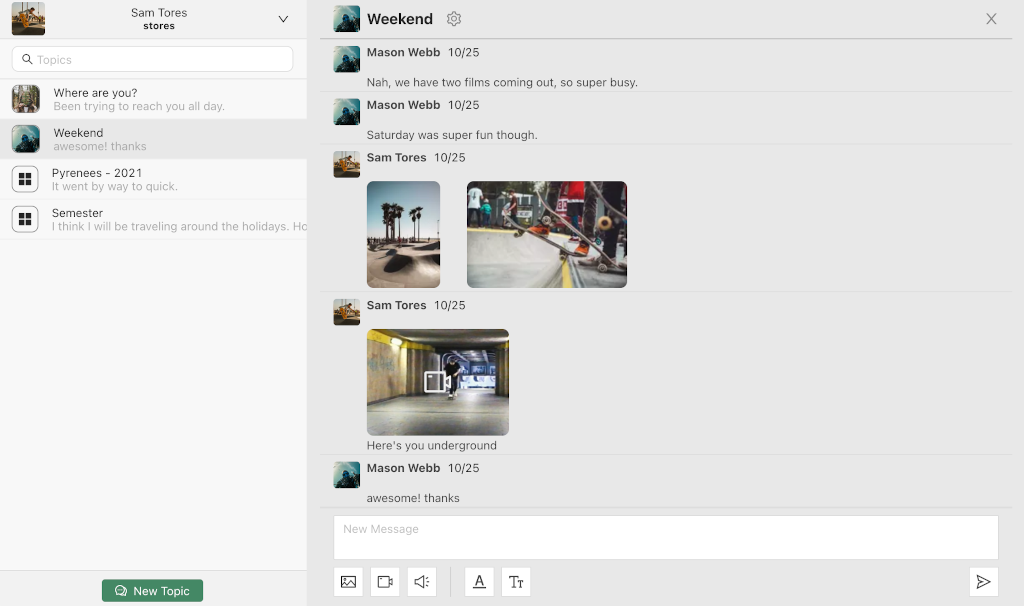 Sam Tores
stores
Topics
Where are you?
Been trying to reach you all day.
Weekend
awesome! thanks
Pyrenees - 2021
It went by way to quick.
Semester
I think I will be traveling around the holidays. Ho
New Topic
Weekend
Mason Webb 10/25
Nah, we have two films coming out, so super busy.
Mason Webb 10/25
Saturday was super fun though.
Sam Tores 10/25
Sam Tores 10/25
Here's you underground
Mason Webb 10/25
awesome! thanks
New Message
A
TT